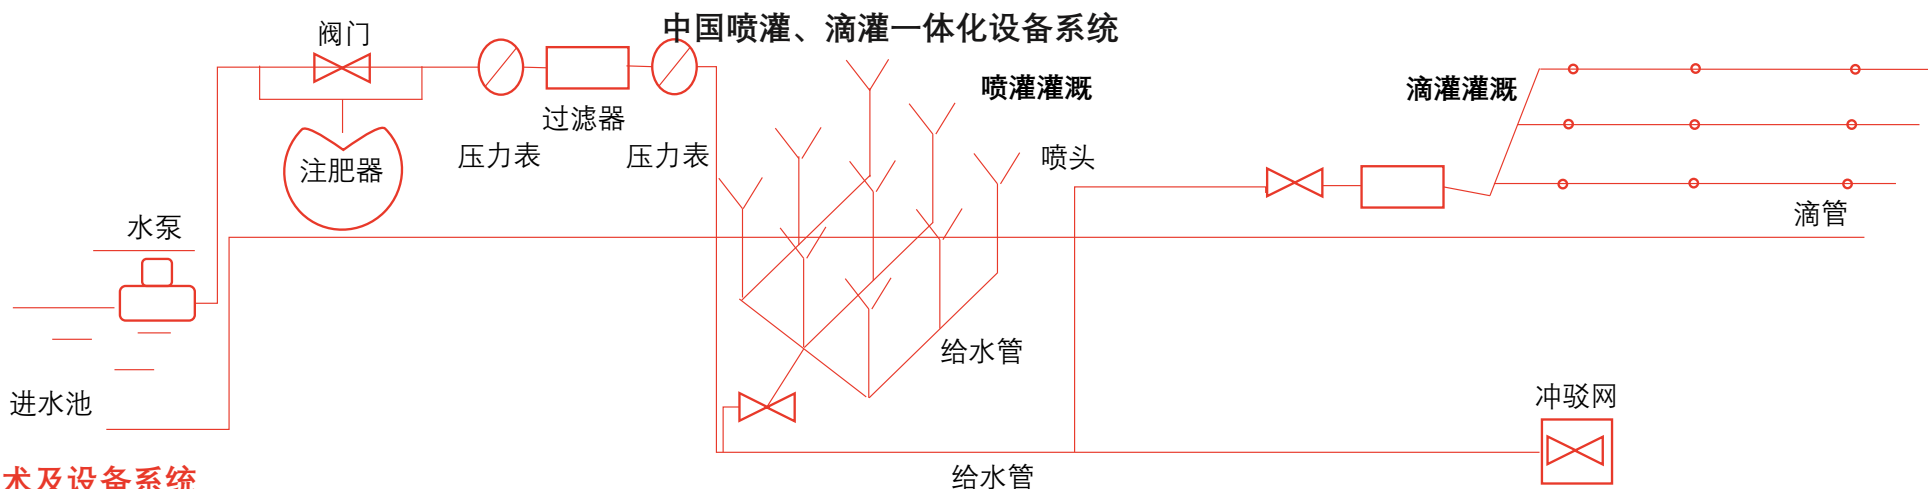 中国喷灌、滴灌一体化设备系统
阀门
喷灌灌溉
滴灌灌溉
过滤器
压力表
压力表
喷头
注肥器
水泵
滴管
给水管
进水池
冲驳网
给水管
术及设备系统